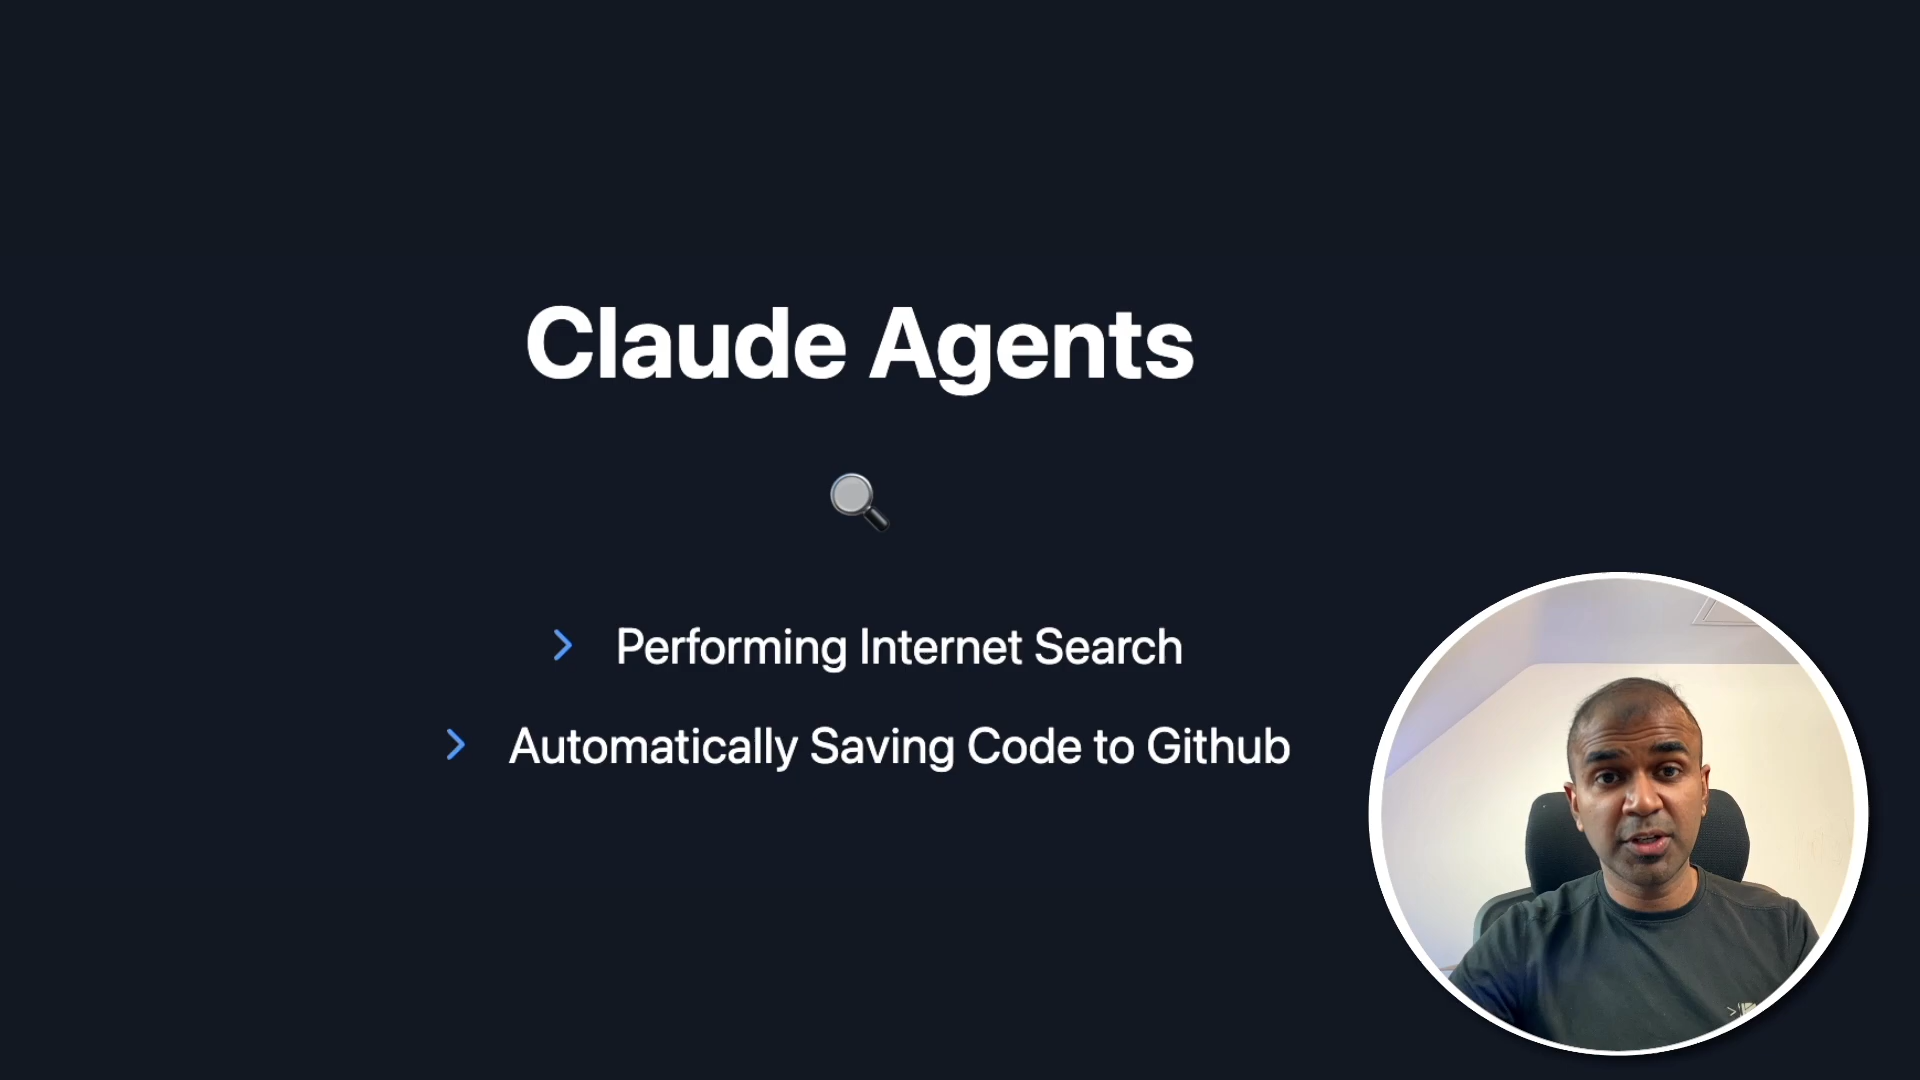 Claude Agents
Performing Internet Search
Automatically Saving Code to Github